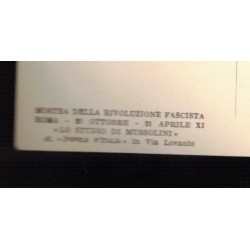 MOSTRA DELLA RIVOLUZIONE FASCISTA
ROMA - 28 OTTOBRE - 21 APRILE XI
«LO STUDIO DI MUSSOLINI»
AL «POPOLO D'ITALIA» in Via Lovanio